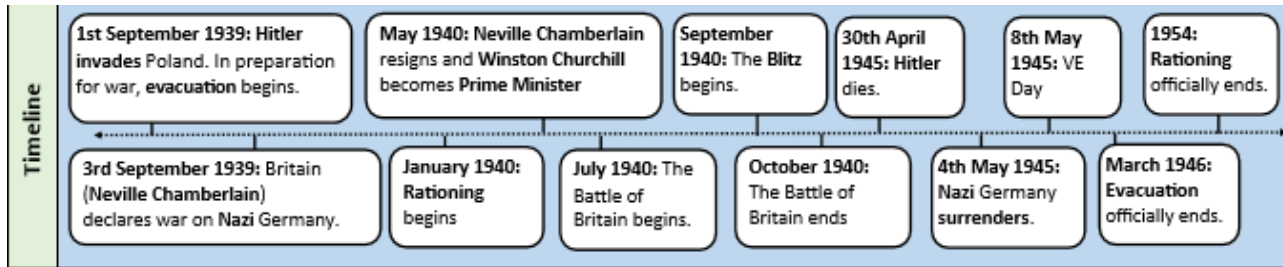 Timeline
1st September 1939: Hitler
invades Poland. In preparation
for war, evacuation begins.
3rd September 1939: Britain
(Neville Chamberlain)
declares war on Nazi Germany.
January 1940:
Rationing
begins
May 1940: Neville Chamberlain
resigns and Winston Churchill
becomes Prime Minister
July 1940: The
Battle of
Britain begins.
September
1940: The Blitz
begins.
October 1940:
The Battle of
Britain ends
30th April
1945: Hitler
dies.
4th May 1945:
Nazi Germany
surrenders.
8th May
1945: VE
Day
March 1946:
Evacuation
officially ends.
1954:
Rationing
officially ends.